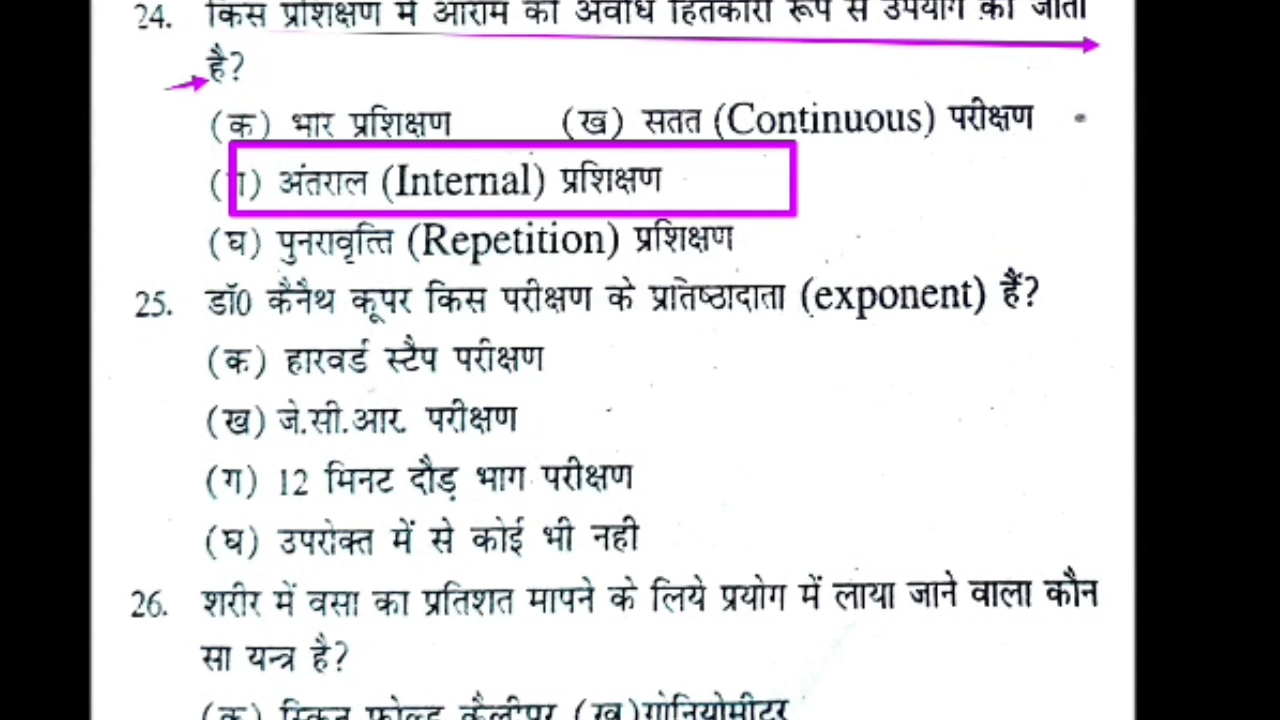 24. किस प्रशिक्षण में आराम की अवधि हितकारी रूप से उपयोग की जाती
है?
(क) भार प्रशिक्षण (ख) सतत (Continuous) परीक्षण
(ग) अंतराल (Internal) प्रशिक्षण
(घ) पुनरावृत्ति (Repetition) प्रशिक्षण
25. डॉ0 कैनैथ कूपर किस परीक्षण के प्रतिष्ठादाता (exponent) हैं?
(क) हारवर्ड स्टैप परीक्षण
(ख) जे.सी.आर. परीक्षण
(ग) 12 मिनट दौड़ भाग परीक्षण
(घ) उपरोक्त में से कोई भी नही
26. शरीर में वसा का प्रतिशत मापने के लिये प्रयोग में लाया जाने वाला कौन
सा यन्त्र है?
(क) स्किन फोल्ड कैलीपर (ख)गोनियोमीटर